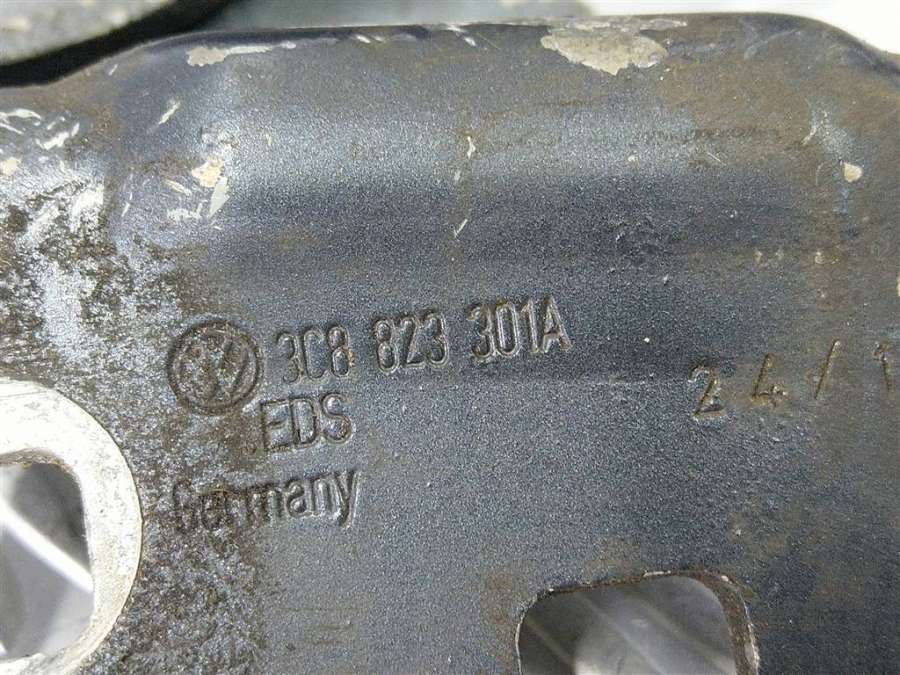 3C8 823 301A
EDS
Germany
24/1